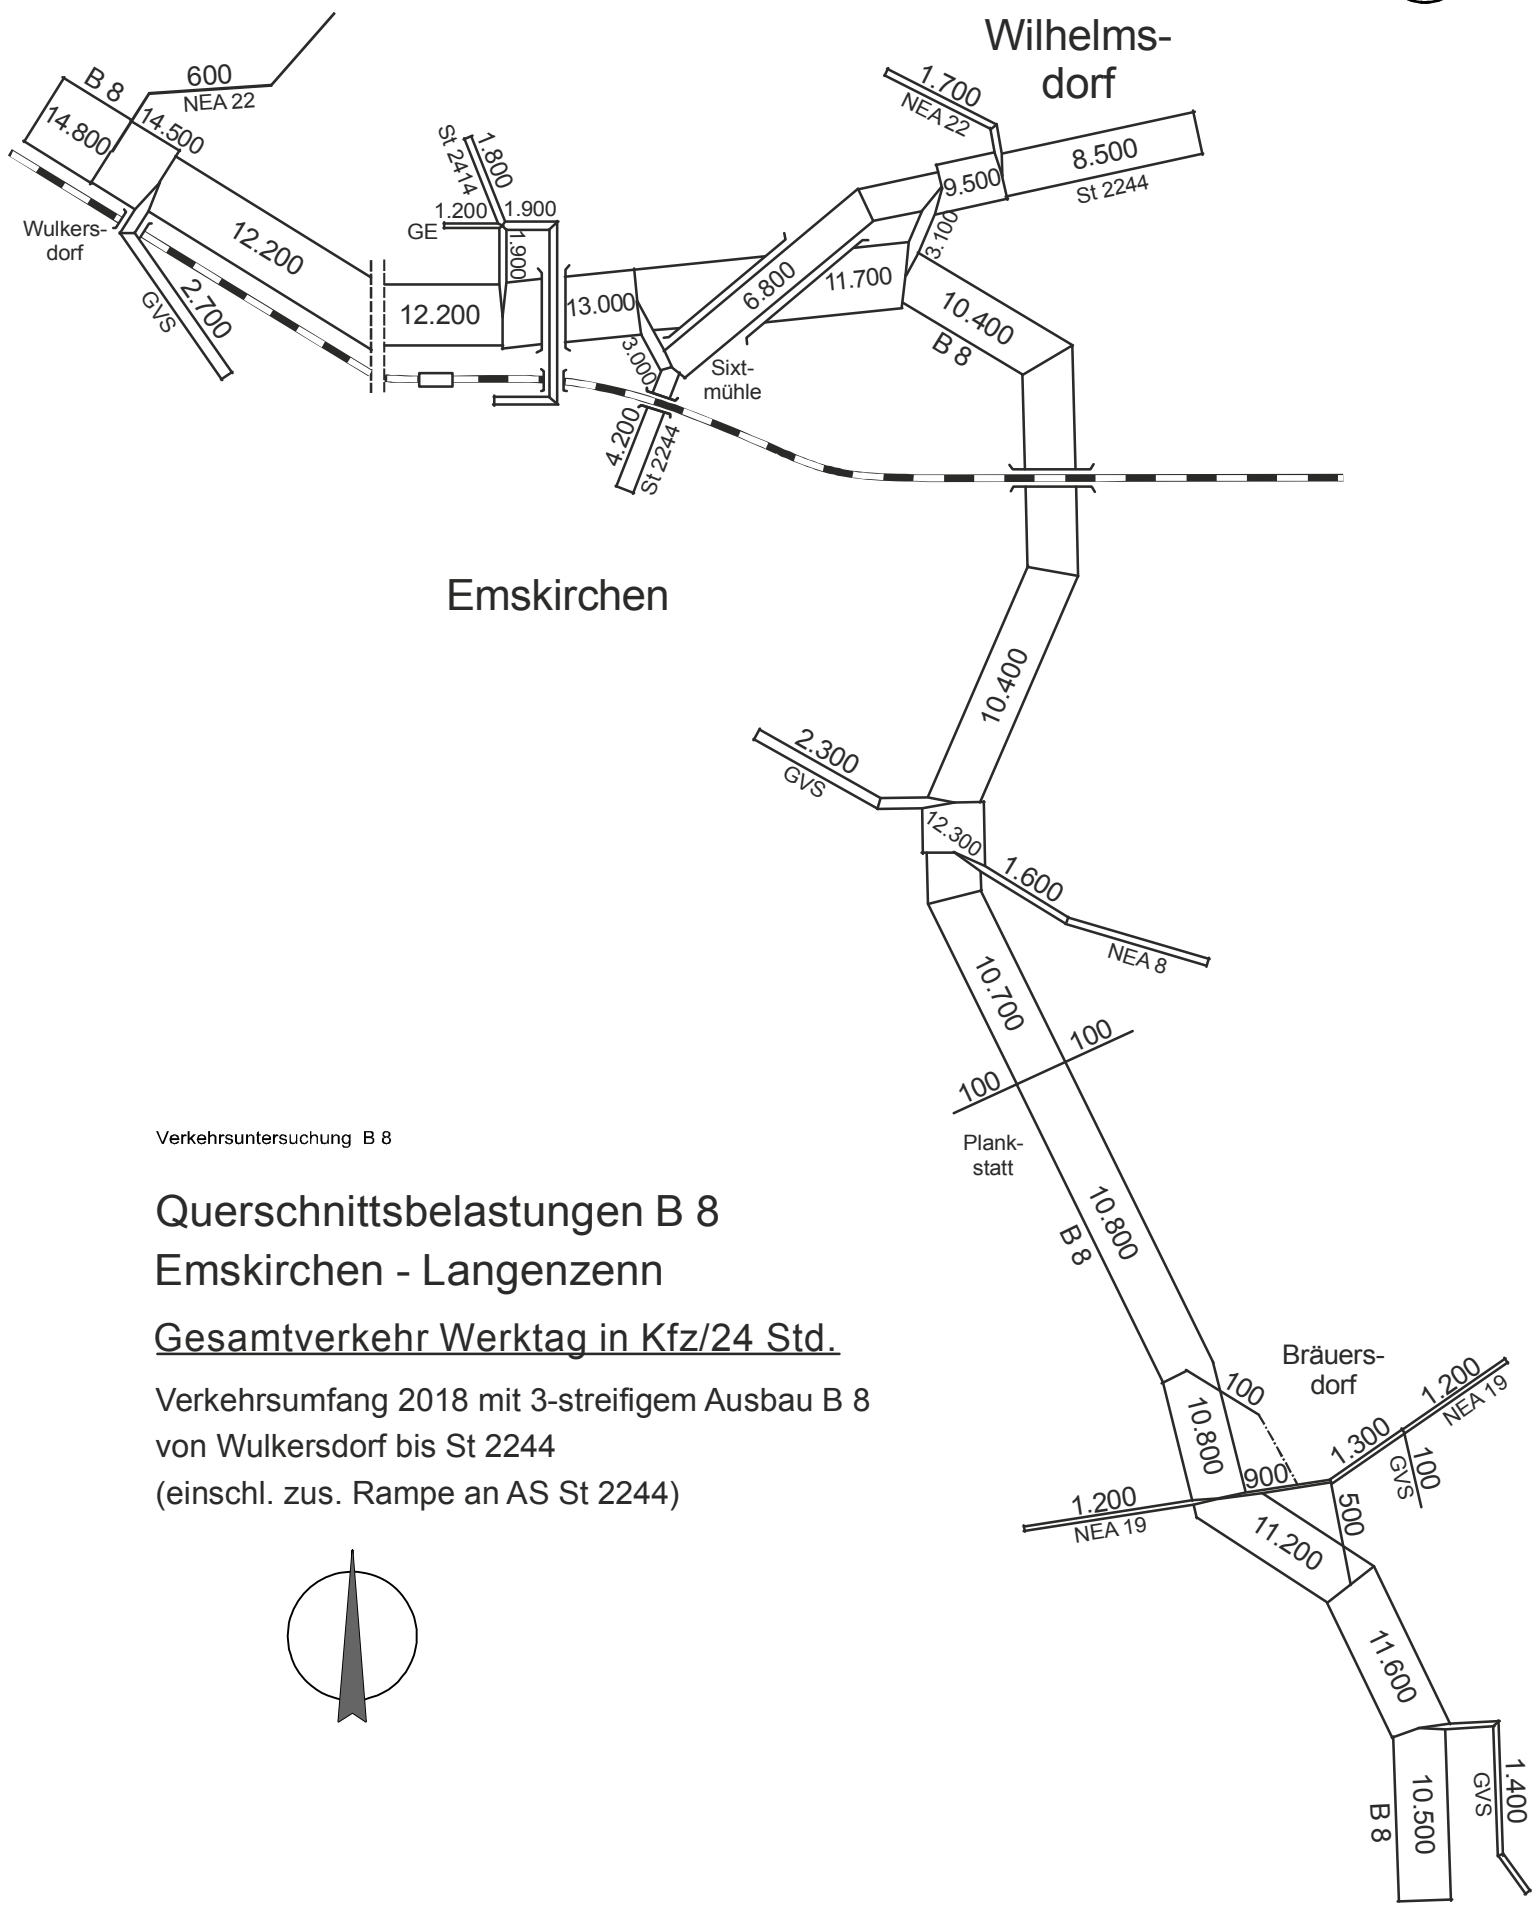 Wilhelms-
dorf
600
NEA 22
B 8
14.800
14.500
1.700
NEA 22
8.500
St 2244
9.500
3.100
St 2414
1.800
1.200
1.900
GE
1.900
Wulkers-
dorf
12.200
2.700
GVS
12.200
13.000
6.800
11.700
10.400
B 8
3.000
Sixt-
mühle
4.200
St 2244
Emskirchen
10.400
2.300
GVS
12.300
1.600
NEA 8
10.700
100
100
Plank-
statt
10.800
B 8
Verkehrsuntersuchung B 8
Querschnittsbelastungen B 8
Emskirchen - Langenzenn
Gesamtverkehr Werktag in Kfz/24 Std.
Verkehrsumfang 2018 mit 3-streifigem Ausbau B 8
von Wulkersdorf bis St 2244
(einschl. zus. Rampe an AS St 2244)
Bräuers-
dorf
100
1.200
NEA 19
10.800
1.300
900
100
GVS
1.200
NEA 19
500
11.200
11.600
1.400
GVS
10.500
B 8